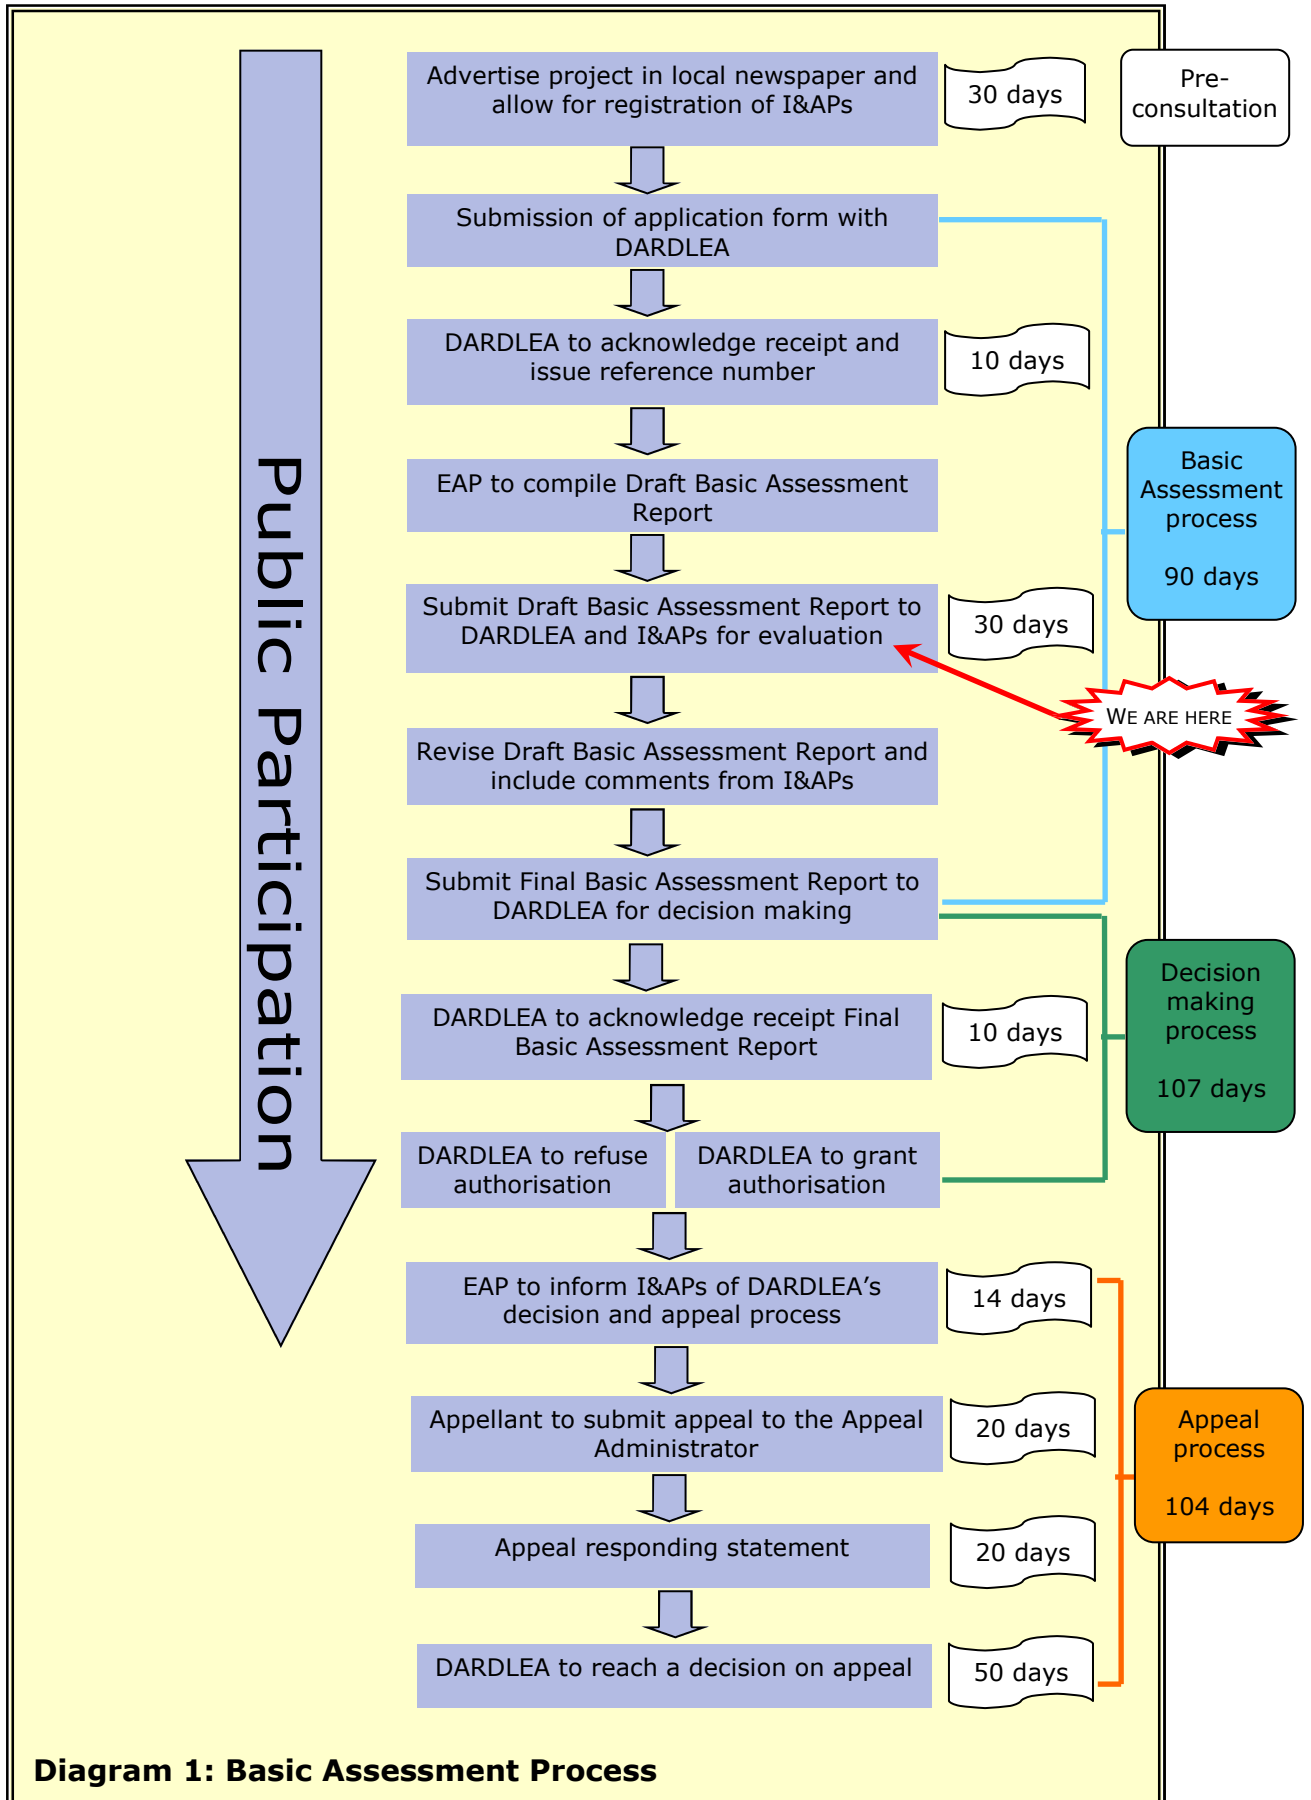 Advertise project in local newspaper and
allow for registration of I&APs
30 days
Pre-
consultation
Submission of application form with
DARDLEA
DARDLEA to acknowledge receipt and
issue reference number
10 days
Basic
Assessment
process
90 days
EAP to compile Draft Basic Assessment
Report
Submit Draft Basic Assessment Report to
DARDLEA and I&APs for evaluation
30 days
WE ARE HERE
Revise Draft Basic Assessment Report and
include comments from I&APs
Public Participation
Submit Final Basic Assessment Report to
DARDLEA for decision making
Decision
making
process
107 days
DARDLEA to acknowledge receipt Final
Basic Assessment Report
10 days
DARDLEA to refuse
authorisation
DARDLEA to grant
authorisation
EAP to inform I&APs of DARDLEA’s
decision and appeal process
14 days
Appellant to submit appeal to the Appeal
Administrator
20 days
Appeal
process
104 days
Appeal responding statement
20 days
DARDLEA to reach a decision on appeal
50 days
Diagram 1: Basic Assessment Process